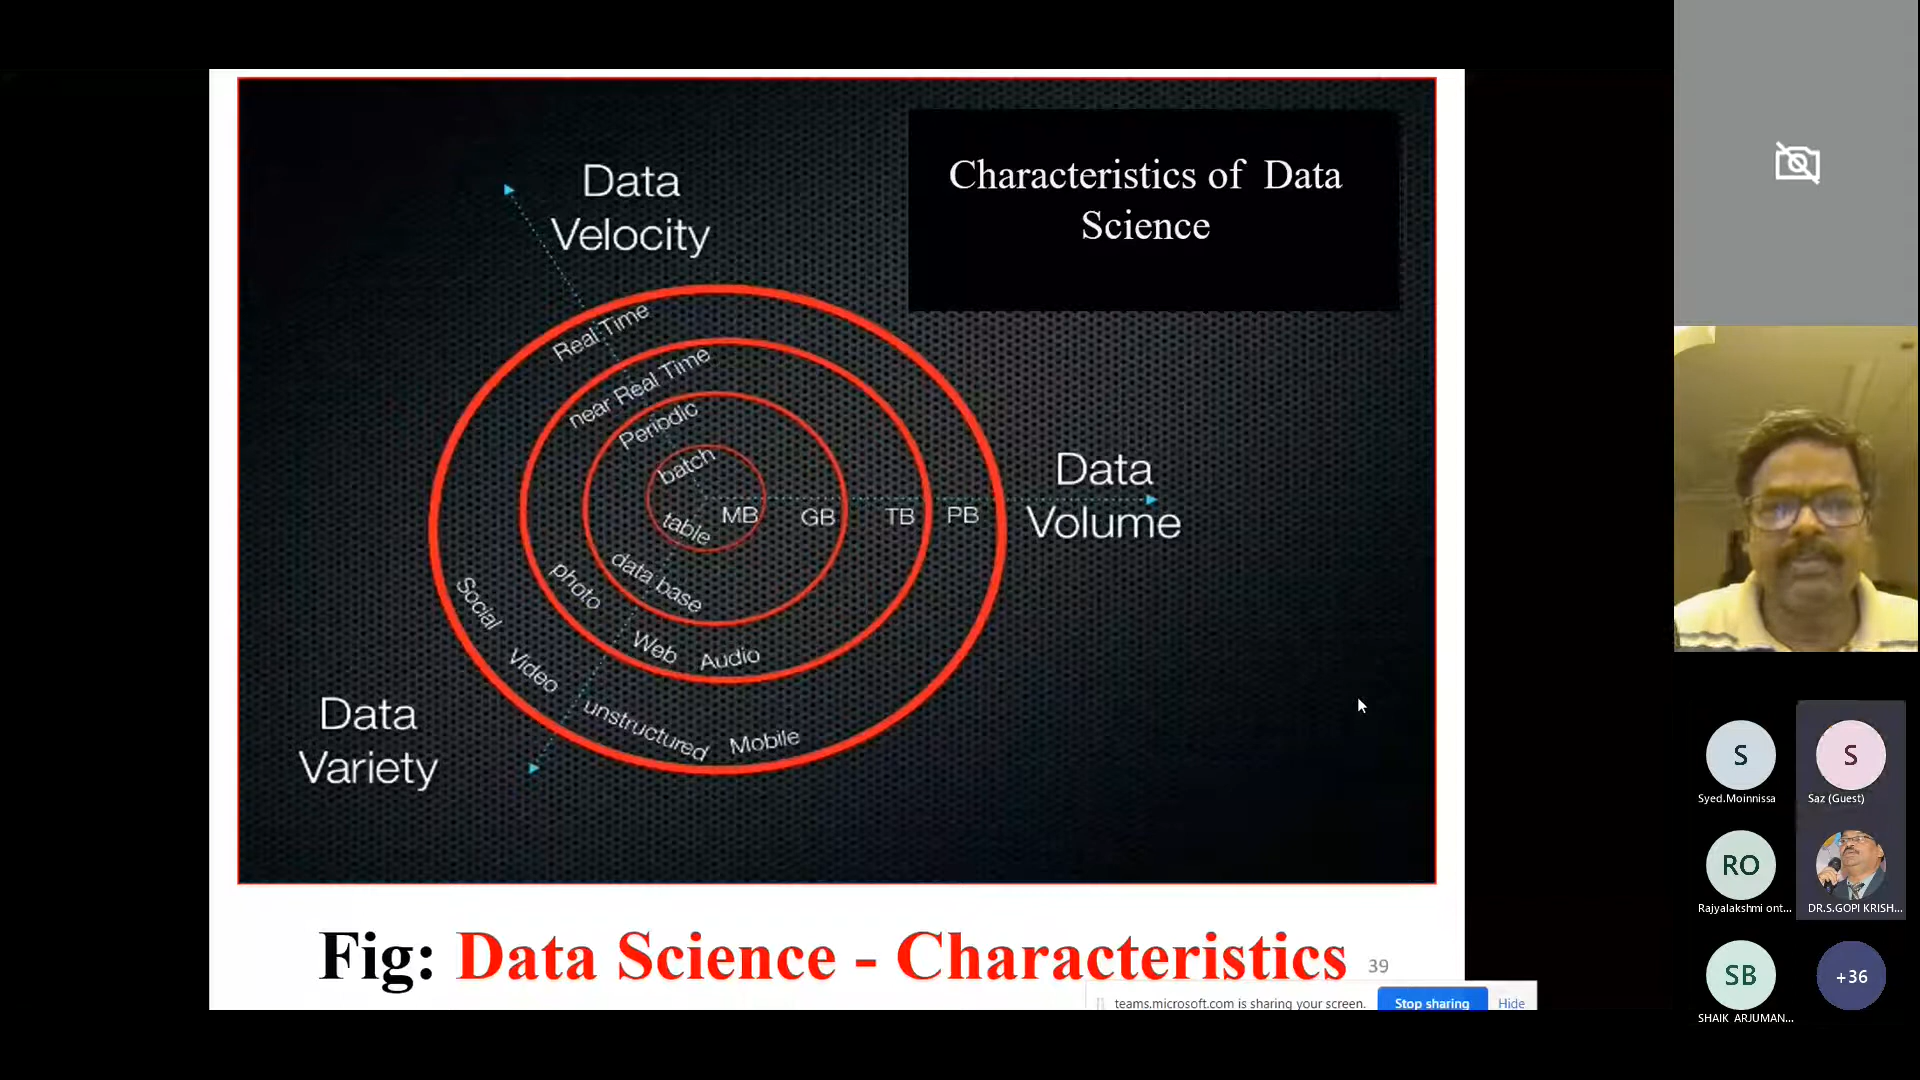 Characteristics of Data
Science
Data
Velocity
Real Time
near Real Time
Periodic
batch
MB
GB
TB
PB
Data
Volume
table
data base
photo
Web
Audio
Social
Video
unstructured
Mobile
Data
Variety
Fig: Data Science - Characteristics
39
teams.microsoft.com is sharing your screen.
Stop sharing
Hide
S
S
Syed.Moinnissa
Saz (Guest)
RO
Rajyalakshmi ont...
DR.S.GOPI KRISH...
SB
+36
SHAIK ARJUMAN...